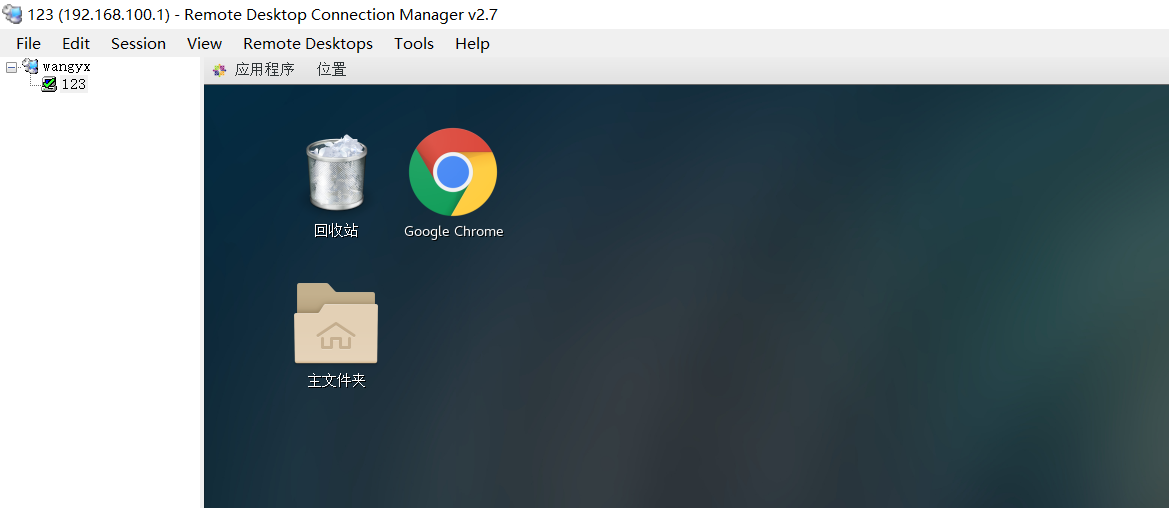 123 (192.168.100.1) - Remote Desktop Connection Manager v2.7
File Edit Session View Remote Desktops Tools Help
wangyx
123
应用程序 位置
回收站
Google Chrome
主文件夹